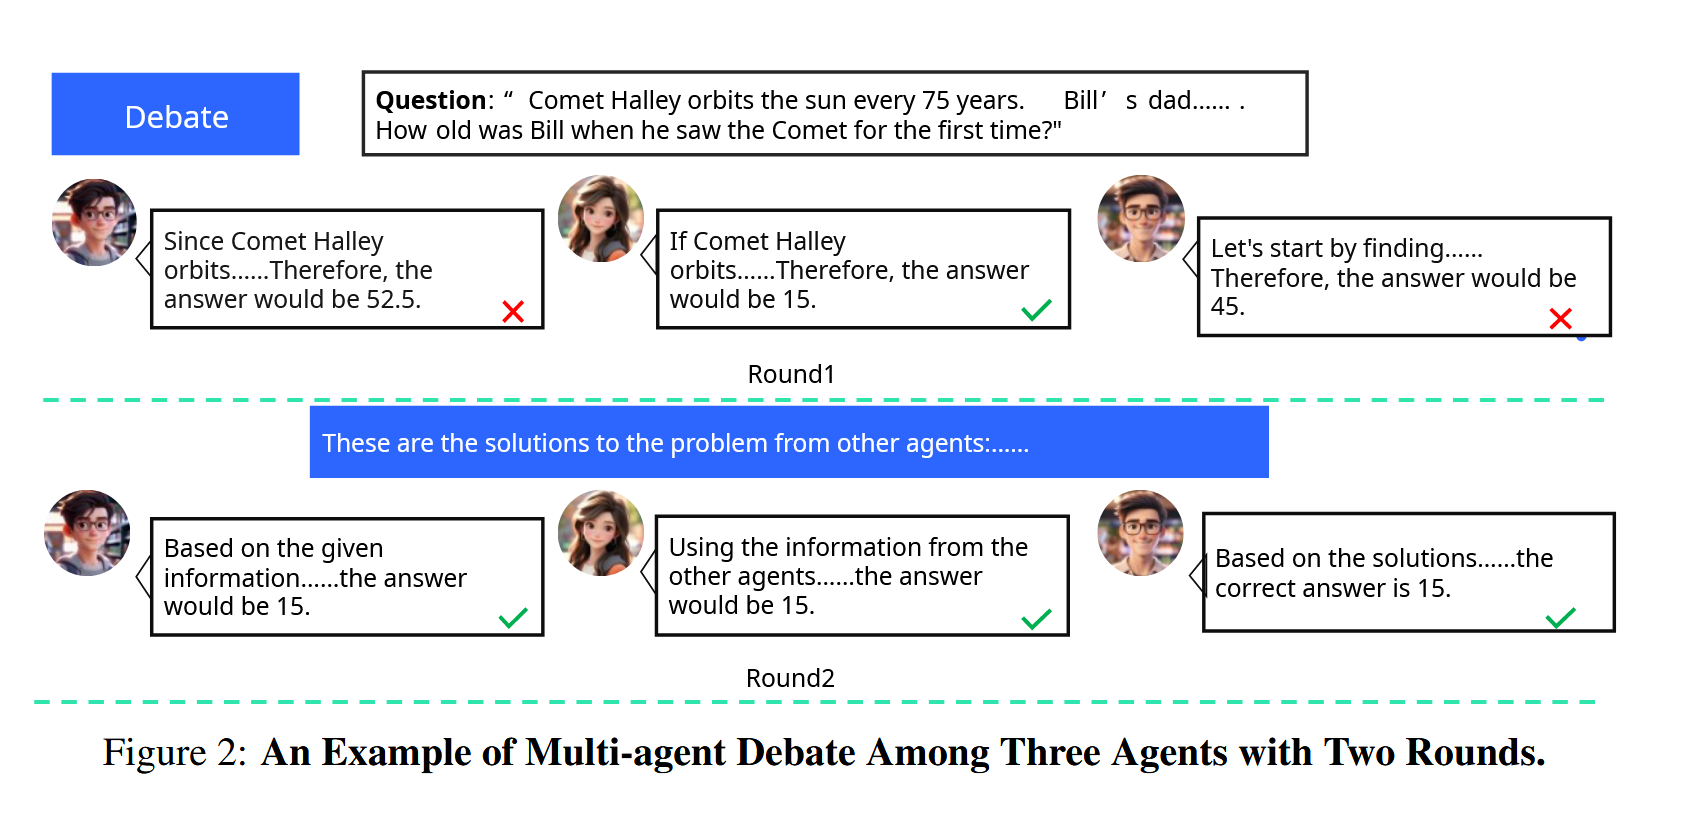 Debate
Question: “ Comet Halley orbits the sun every 75 years. Bill’ s dad...... .
How old was Bill when he saw the Comet for the first time?"
Since Comet Halley
orbits......Therefore, the
answer would be 52.5.
If Comet Halley
orbits......Therefore, the answer
would be 15.
Let's start by finding......
Therefore, the answer would be
45.
Round1
These are the solutions to the problem from other agents:......
Based on the given
information......the answer
would be 15.
Using the information from the
other agents......the answer
would be 15.
Based on the solutions......the
correct answer is 15.
Round2
Figure 2: An Example of Multi-agent Debate Among Three Agents with Two Rounds.